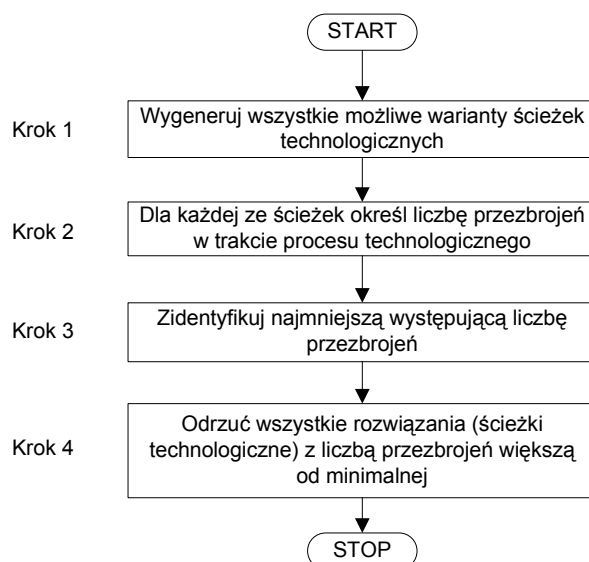 START
Krok 1
Wygeneruj wszystkie możliwe warianty ścieżek
technologicznych
Krok 2
Dla każdej ze ścieżek określ liczbę przezbrojeń
w trakcie procesu technologicznego
Krok 3
Zidentyfikuj najmniejszą występującą liczbę
przezbrojeń
Krok 4
Odrzuć wszystkie rozwiązania (ścieżki
technologiczne) z liczbą przezbrojeń większą
od minimalnej
STOP